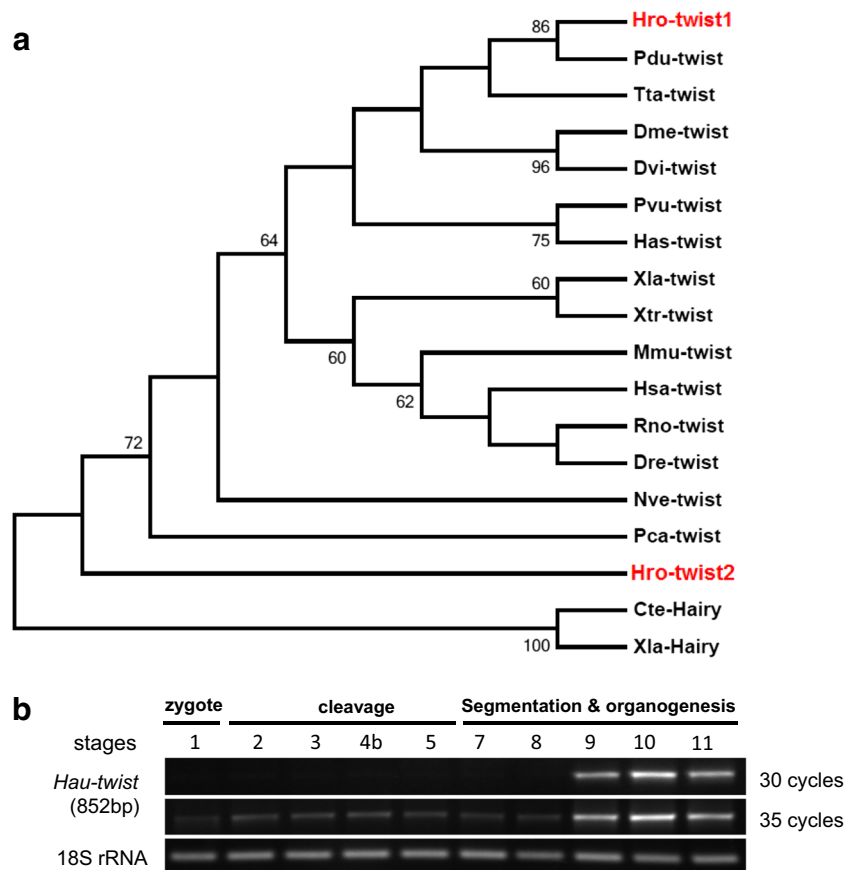 a
86
Hro-twist1
Pdu-twist
Tta-twist
Dme-twist
96
Dvi-twist
Pvu-twist
64
75
Has-twist
60
Xla-twist
Xtr-twist
60
Mmu-twist
62
Hsa-twist
Rno-twist
72
Dre-twist
Nve-twist
Pca-twist
Hro-twist2
Cte-Hairy
100
Xla-Hairy
b
zygote cleavage Segmentation & organogenesis
stages 1 2 3 4b 5 7 8 9 10 11
Hau-twist 30 cycles
(852bp) 35 cycles
18S rRNA